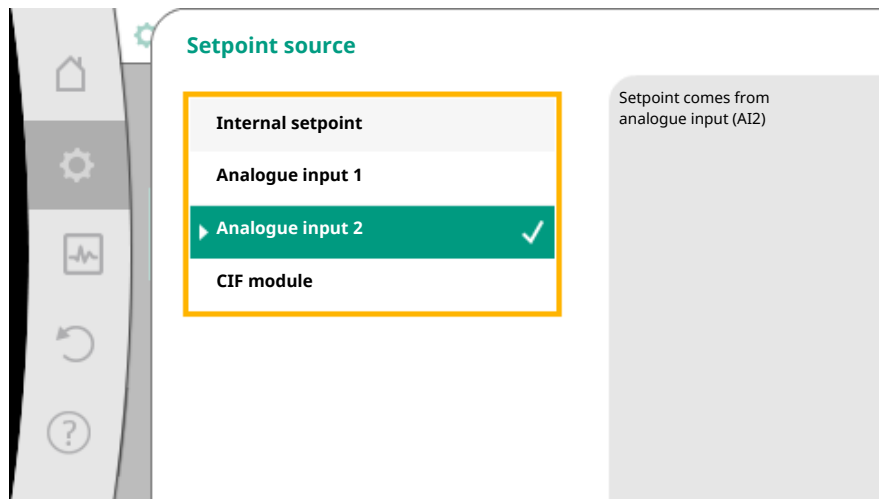 Setpoint source
Internal setpoint
Analogue input 1
Analogue input 2
CIF module
Setpoint comes from
analogue input (AI2)
?